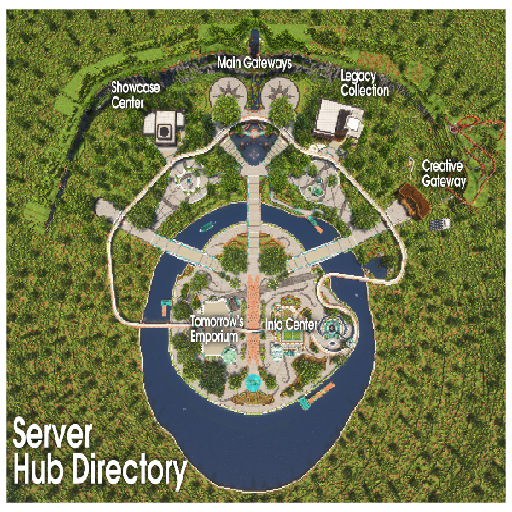 Main Gateways
Showcase
Center
Legacy
Collection
Creative
Gateway
Tomorrow's
Emporium
Info Center
Server
Hub Directory